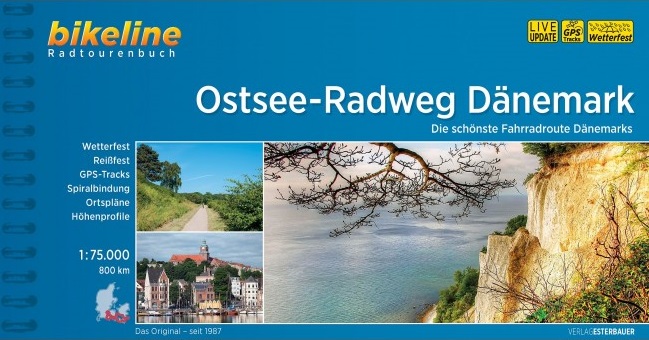 bikeline
Radtourenbuch
LIVE
UPDATE
GPS
Tracks
Wetterfest
Ostsee-Radweg Dänemark
Die schönste Fahrradroute Dänemarks
Wetterfest
Reißfest
GPS-Tracks
Spiralbindung
Ortspläne
Höhenprofile
1:75.000
800 km
Das Original – seit 1987
VERLAG ESTERBAUER